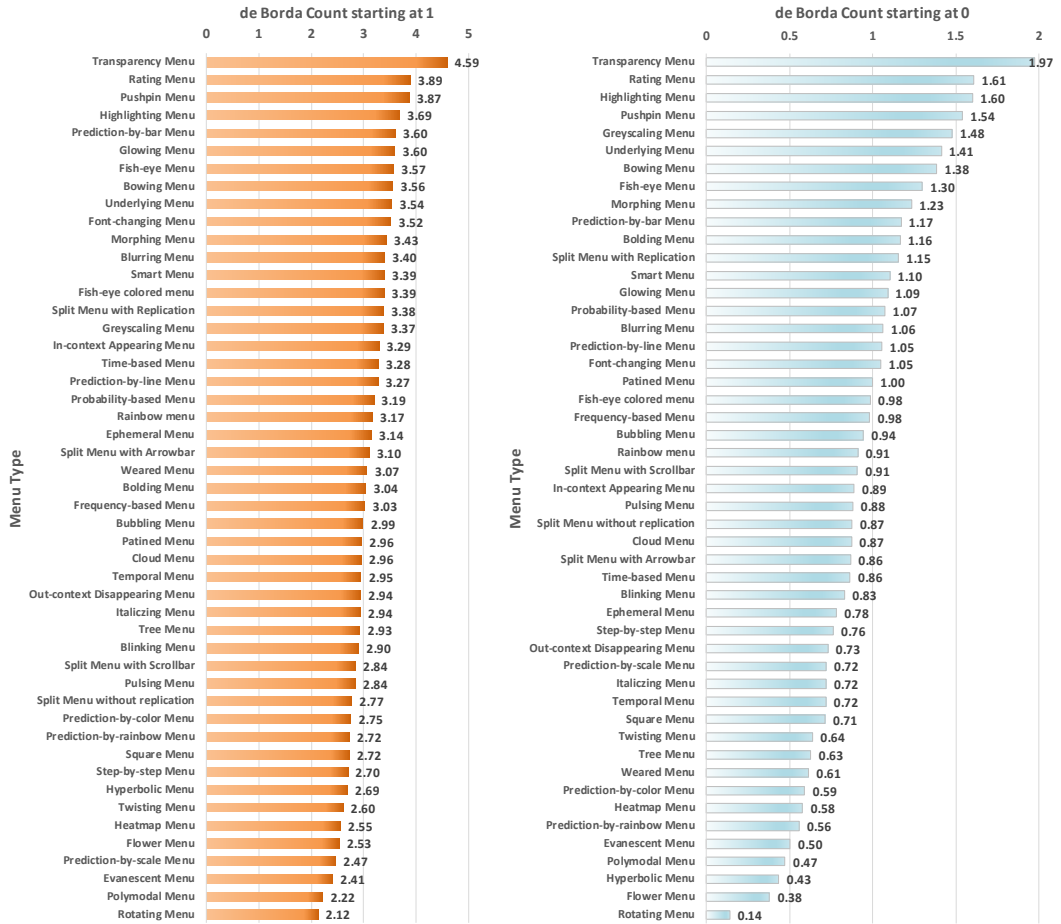 de Borda Count starting at 1
0 1 2 3 4 5
Menu Type
Transparency Menu 4.59
Rating Menu 3.89
Pushpin Menu 3.87
Highlighting Menu 3.69
Prediction-by-bar Menu 3.60
Glowing Menu 3.60
Fish-eye Menu 3.57
Bowing Menu 3.56
Underlying Menu 3.54
Font-changing Menu 3.52
Morphing Menu 3.43
Blurring Menu 3.40
Smart Menu 3.39
Fish-eye colored menu 3.39
Split Menu with Replication 3.38
Greyscaling Menu 3.37
In-context Appearing Menu 3.29
Time-based Menu 3.28
Prediction-by-line Menu 3.27
Probability-based Menu 3.19
Rainbow menu 3.17
Ephemeral Menu 3.14
Split Menu with Arrowbar 3.10
Weared Menu 3.07
Bolding Menu 3.04
Frequency-based Menu 3.03
Bubbling Menu 2.99
Patined Menu 2.96
Cloud Menu 2.96
Temporal Menu 2.95
Out-context Disappearing Menu 2.94
Italiczing Menu 2.94
Tree Menu 2.93
Blinking Menu 2.90
Split Menu with Scrollbar 2.84
Pulsing Menu 2.84
Split Menu without replication 2.77
Prediction-by-color Menu 2.75
Prediction-by-rainbow Menu 2.72
Square Menu 2.72
Step-by-step Menu 2.70
Hyperbolic Menu 2.69
Twisting Menu 2.60
Heatmap Menu 2.55
Flower Menu 2.53
Prediction-by-scale Menu 2.47
Evanescent Menu 2.41
Polymodal Menu 2.22
Rotating Menu 2.12
de Borda Count starting at 0
0 0.5 1 1.5 2
Menu Type
Transparency Menu 1.97
Rating Menu 1.61
Highlighting Menu 1.60
Pushpin Menu 1.54
Greyscaling Menu 1.48
Underlying Menu 1.41
Bowing Menu 1.38
Fish-eye Menu 1.30
Morphing Menu 1.23
Prediction-by-bar Menu 1.17
Bolding Menu 1.16
Split Menu with Replication 1.15
Smart Menu 1.10
Glowing Menu 1.09
Probability-based Menu 1.07
Blurring Menu 1.06
Prediction-by-line Menu 1.05
Font-changing Menu 1.05
Patined Menu 1.00
Fish-eye colored menu 0.98
Frequency-based Menu 0.98
Bubbling Menu 0.94
Rainbow menu 0.91
Split Menu with Scrollbar 0.91
In-context Appearing Menu 0.89
Pulsing Menu 0.88
Split Menu without replication 0.87
Cloud Menu 0.87
Split Menu with Arrowbar 0.86
Time-based Menu 0.86
Blinking Menu 0.83
Ephemeral Menu 0.78
Step-by-step Menu 0.76
Out-context Disappearing Menu 0.73
Prediction-by-scale Menu 0.72
Italiczing Menu 0.72
Temporal Menu 0.72
Square Menu 0.71
Twisting Menu 0.64
Tree Menu 0.63
Weared Menu 0.61
Prediction-by-color Menu 0.59
Heatmap Menu 0.58
Prediction-by-rainbow Menu 0.56
Evanescent Menu 0.50
Polymodal Menu 0.47
Hyperbolic Menu 0.43
Flower Menu 0.38
Rotating Menu 0.14